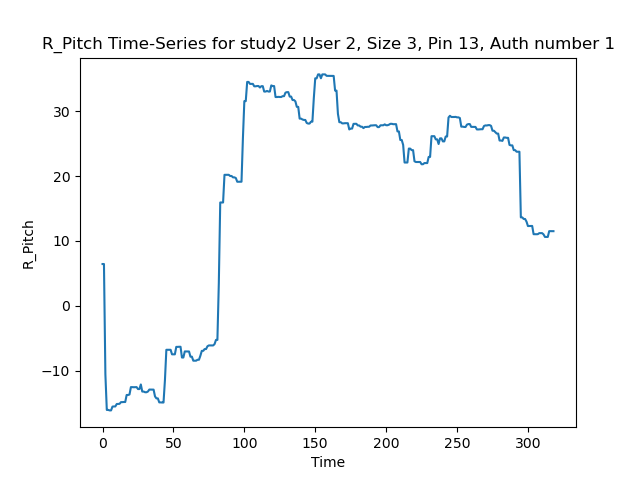 R_Pitch Time-Series for study2 User 2, Size 3, Pin 13, Auth number 1
R_Pitch
30
20
10
0
−10
0 50 100 150 200 250 300
Time